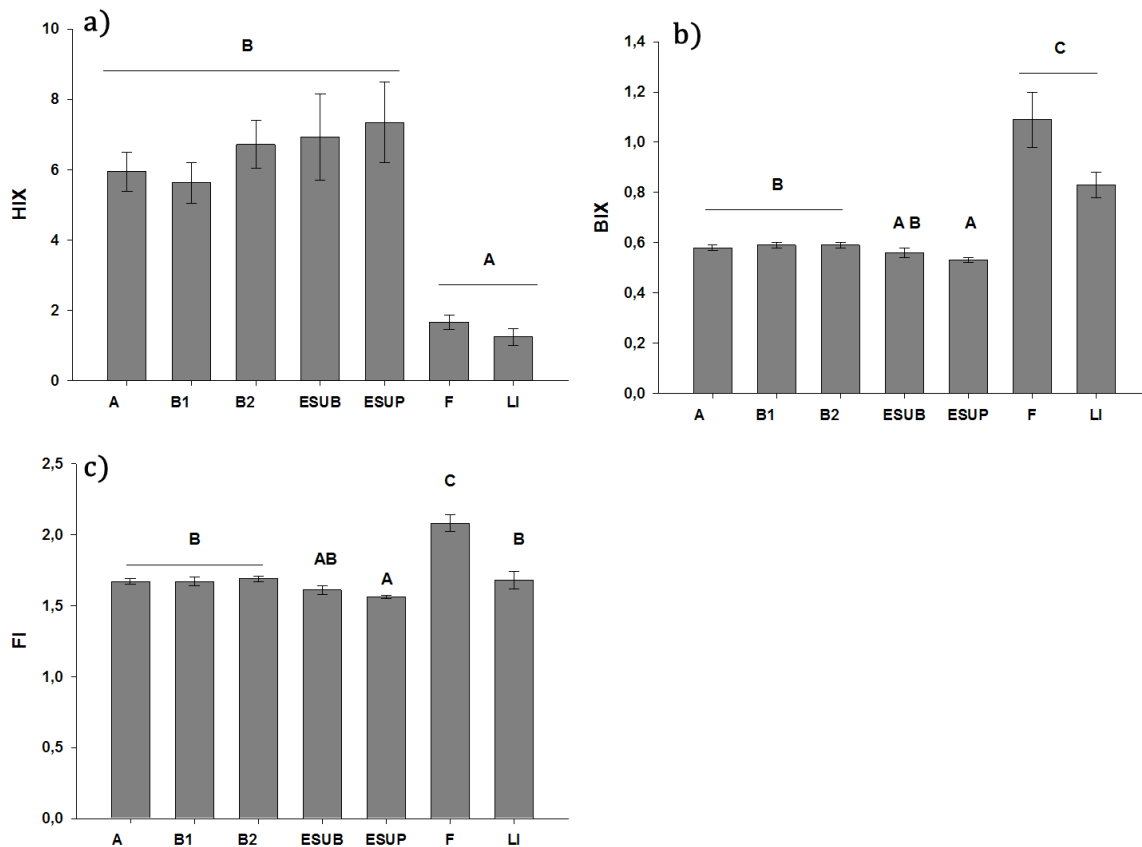 a)
10
8
6
4
2
0
HIX
B
A
A B1 B2 ESUB ESUP F LI
b)
1,4
1,2
1,0
0,8
0,6
0,4
0,2
0,0
BIX
B
A B
A
C
A B1 B2 ESUB ESUP F LI
c)
2,5
2,0
1,5
1,0
0,5
0,0
FI
B
AB
A
C
B
A B1 B2 ESUB ESUP F LI